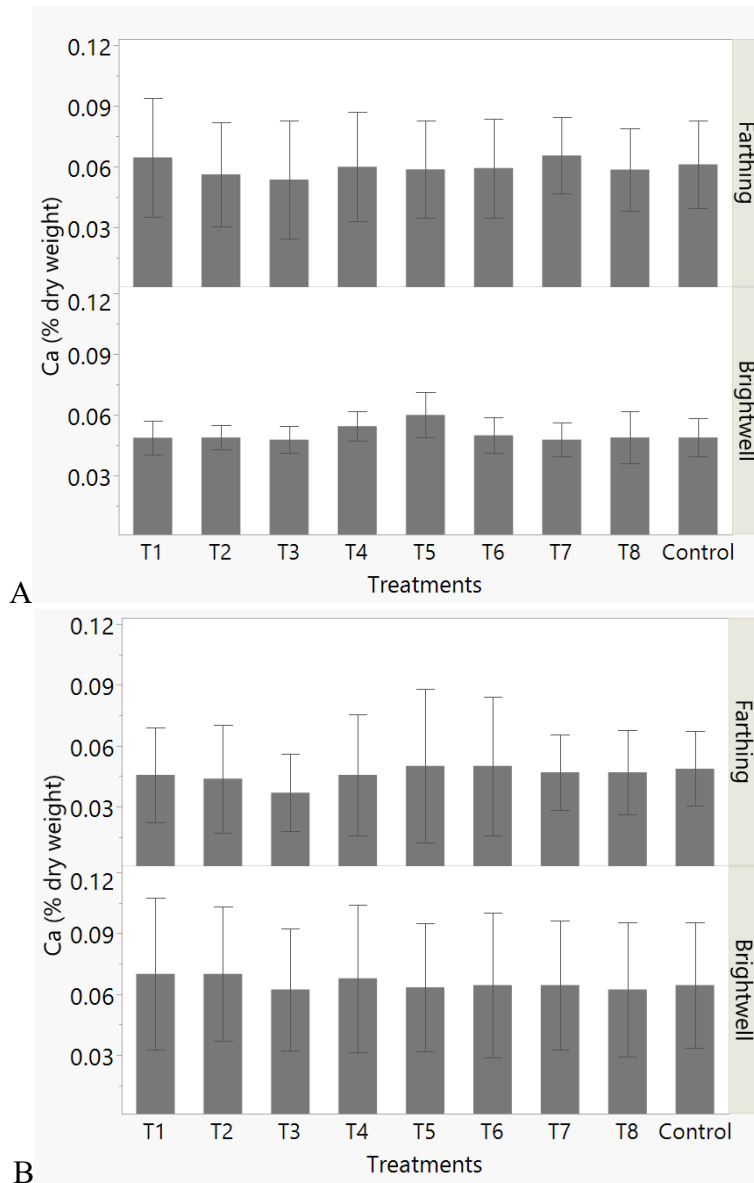 0.12
0.09
0.06
0.03
Farthing
0.12
0.09
0.06
0.03
Brightwell
Ca (% dry weight)
T1 T2 T3 T4 T5 T6 T7 T8 Control
Treatments
A
0.12
0.09
0.06
0.03
Farthing
0.12
0.09
0.06
0.03
Brightwell
Ca (% dry weight)
T1 T2 T3 T4 T5 T6 T7 T8 Control
Treatments
B